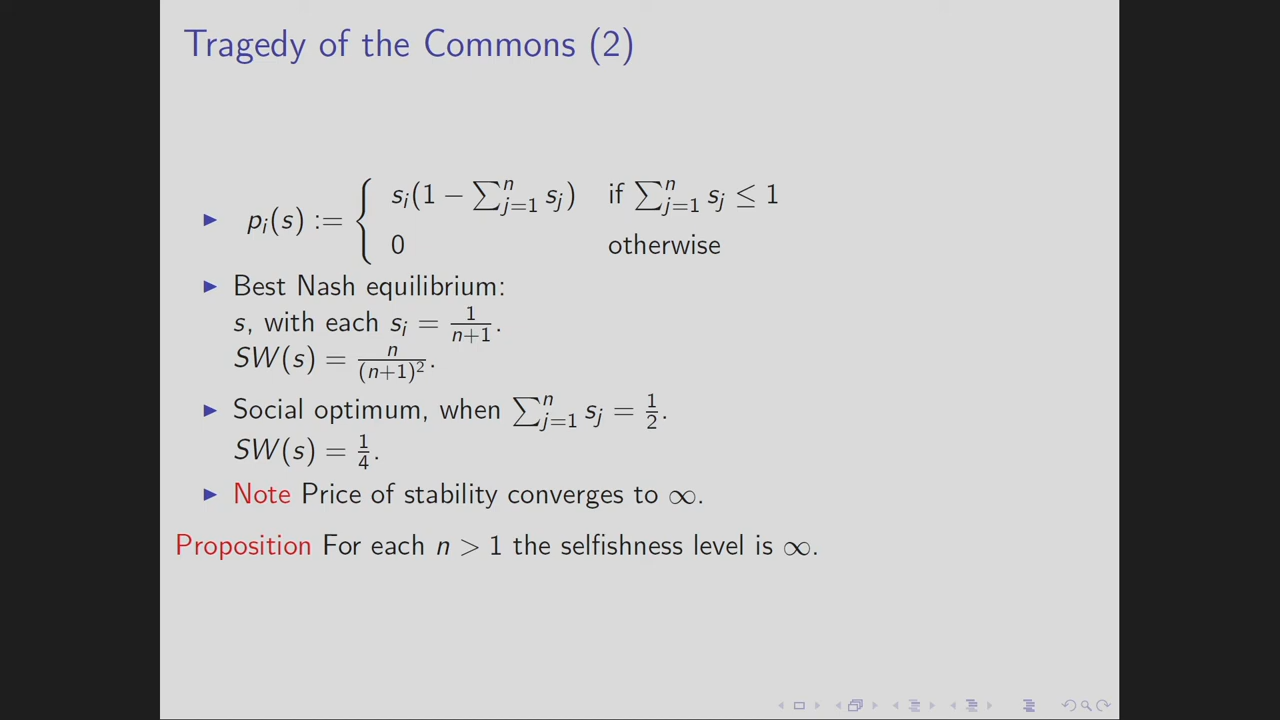 Tragedy of the Commons (2)
▶ p_i(s) := { s_i(1 − ∑_{j=1}^{n} s_j) if ∑_{j=1}^{n} s_j ≤ 1
0 otherwise
▶ Best Nash equilibrium:
s, with each s_i = 1/(n+1).
SW(s) = n/(n+1)².
▶ Social optimum, when ∑_{j=1}^{n} s_j = 1/2.
SW(s) = 1/4.
▶ Note Price of stability converges to ∞.
Proposition For each n > 1 the selfishness level is ∞.